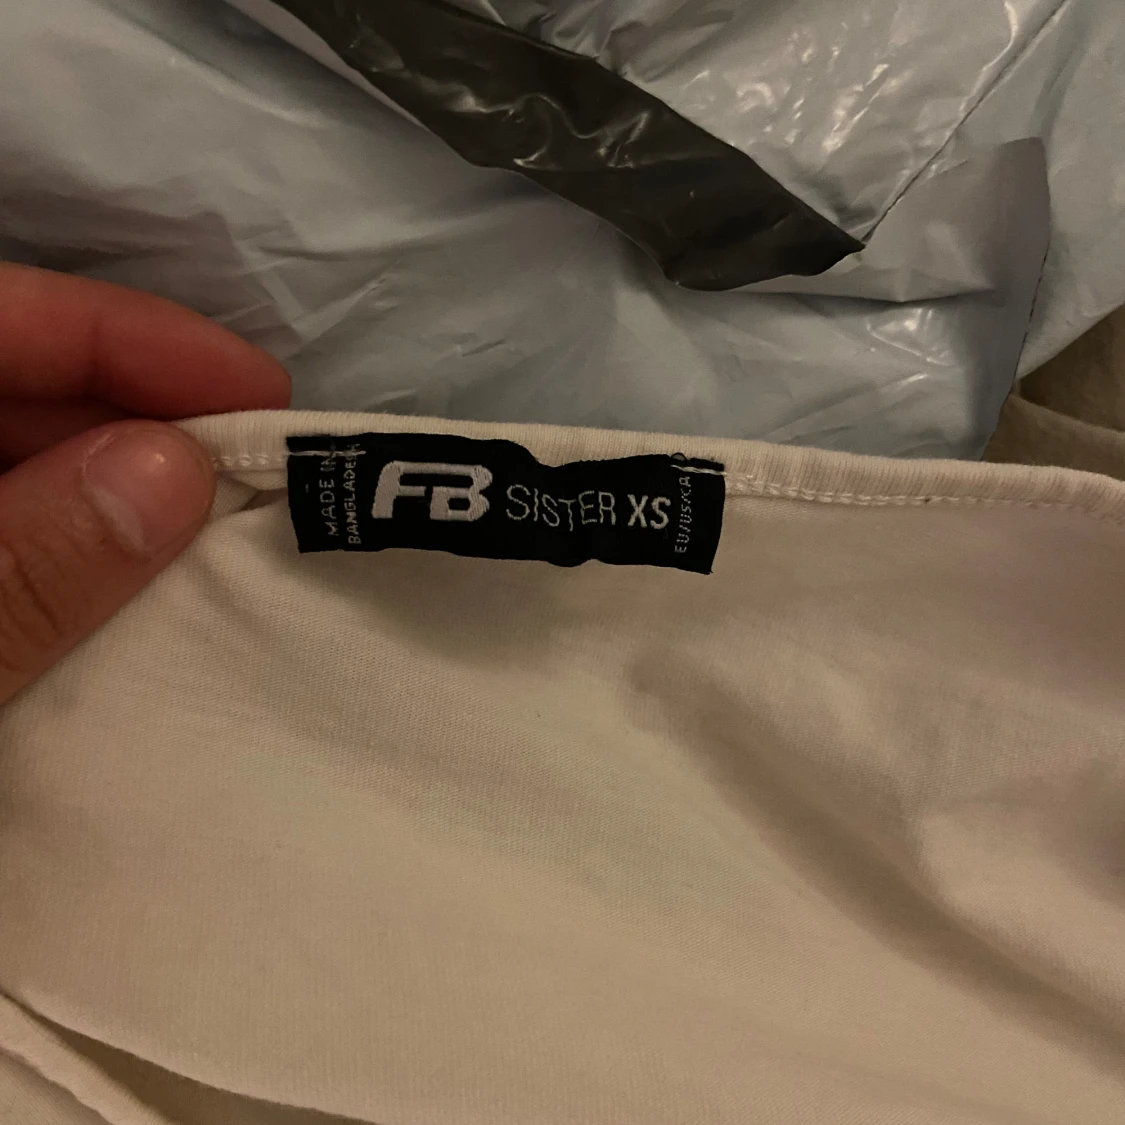 MADE IN
BANGLADESH
FB SISTER XS
EU/US/CA